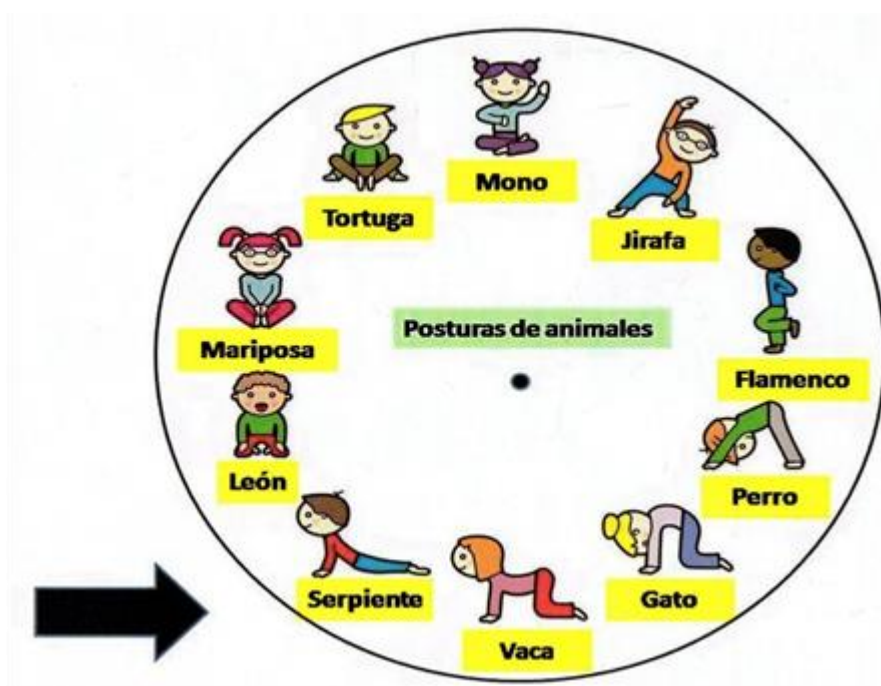 Mono
Tortuga
Jirafa
Mariposa
Posturas de animales
Flamenco
León
Perro
Serpiente
Gato
Vaca